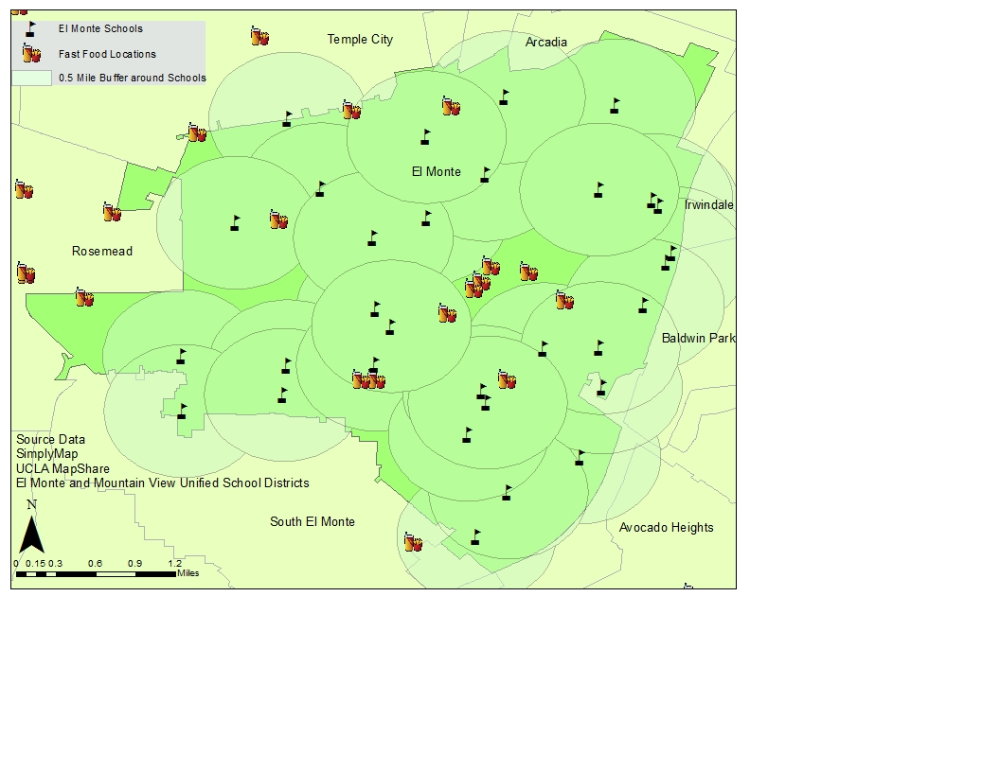 El Monte Schools
Fast Food Locations
0.5 Mile Buffer around Schools
Temple City
Arcadia
El Monte
Irwindale
Rosemead
Baldwin Park
Source Data
SimplyMap
UCLA MapShare
El Monte and Mountain View Unified School Districts
N
South El Monte
Avocado Heights
0 0.15 0.3 0.6 0.9 1.2
Miles